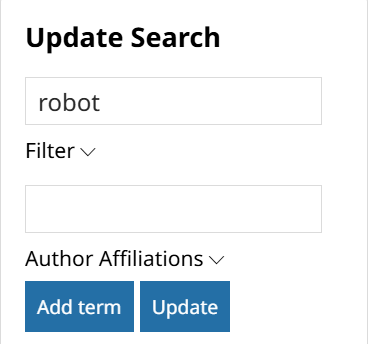 Update Search
robot
Filter
Author Affiliations
Add term Update